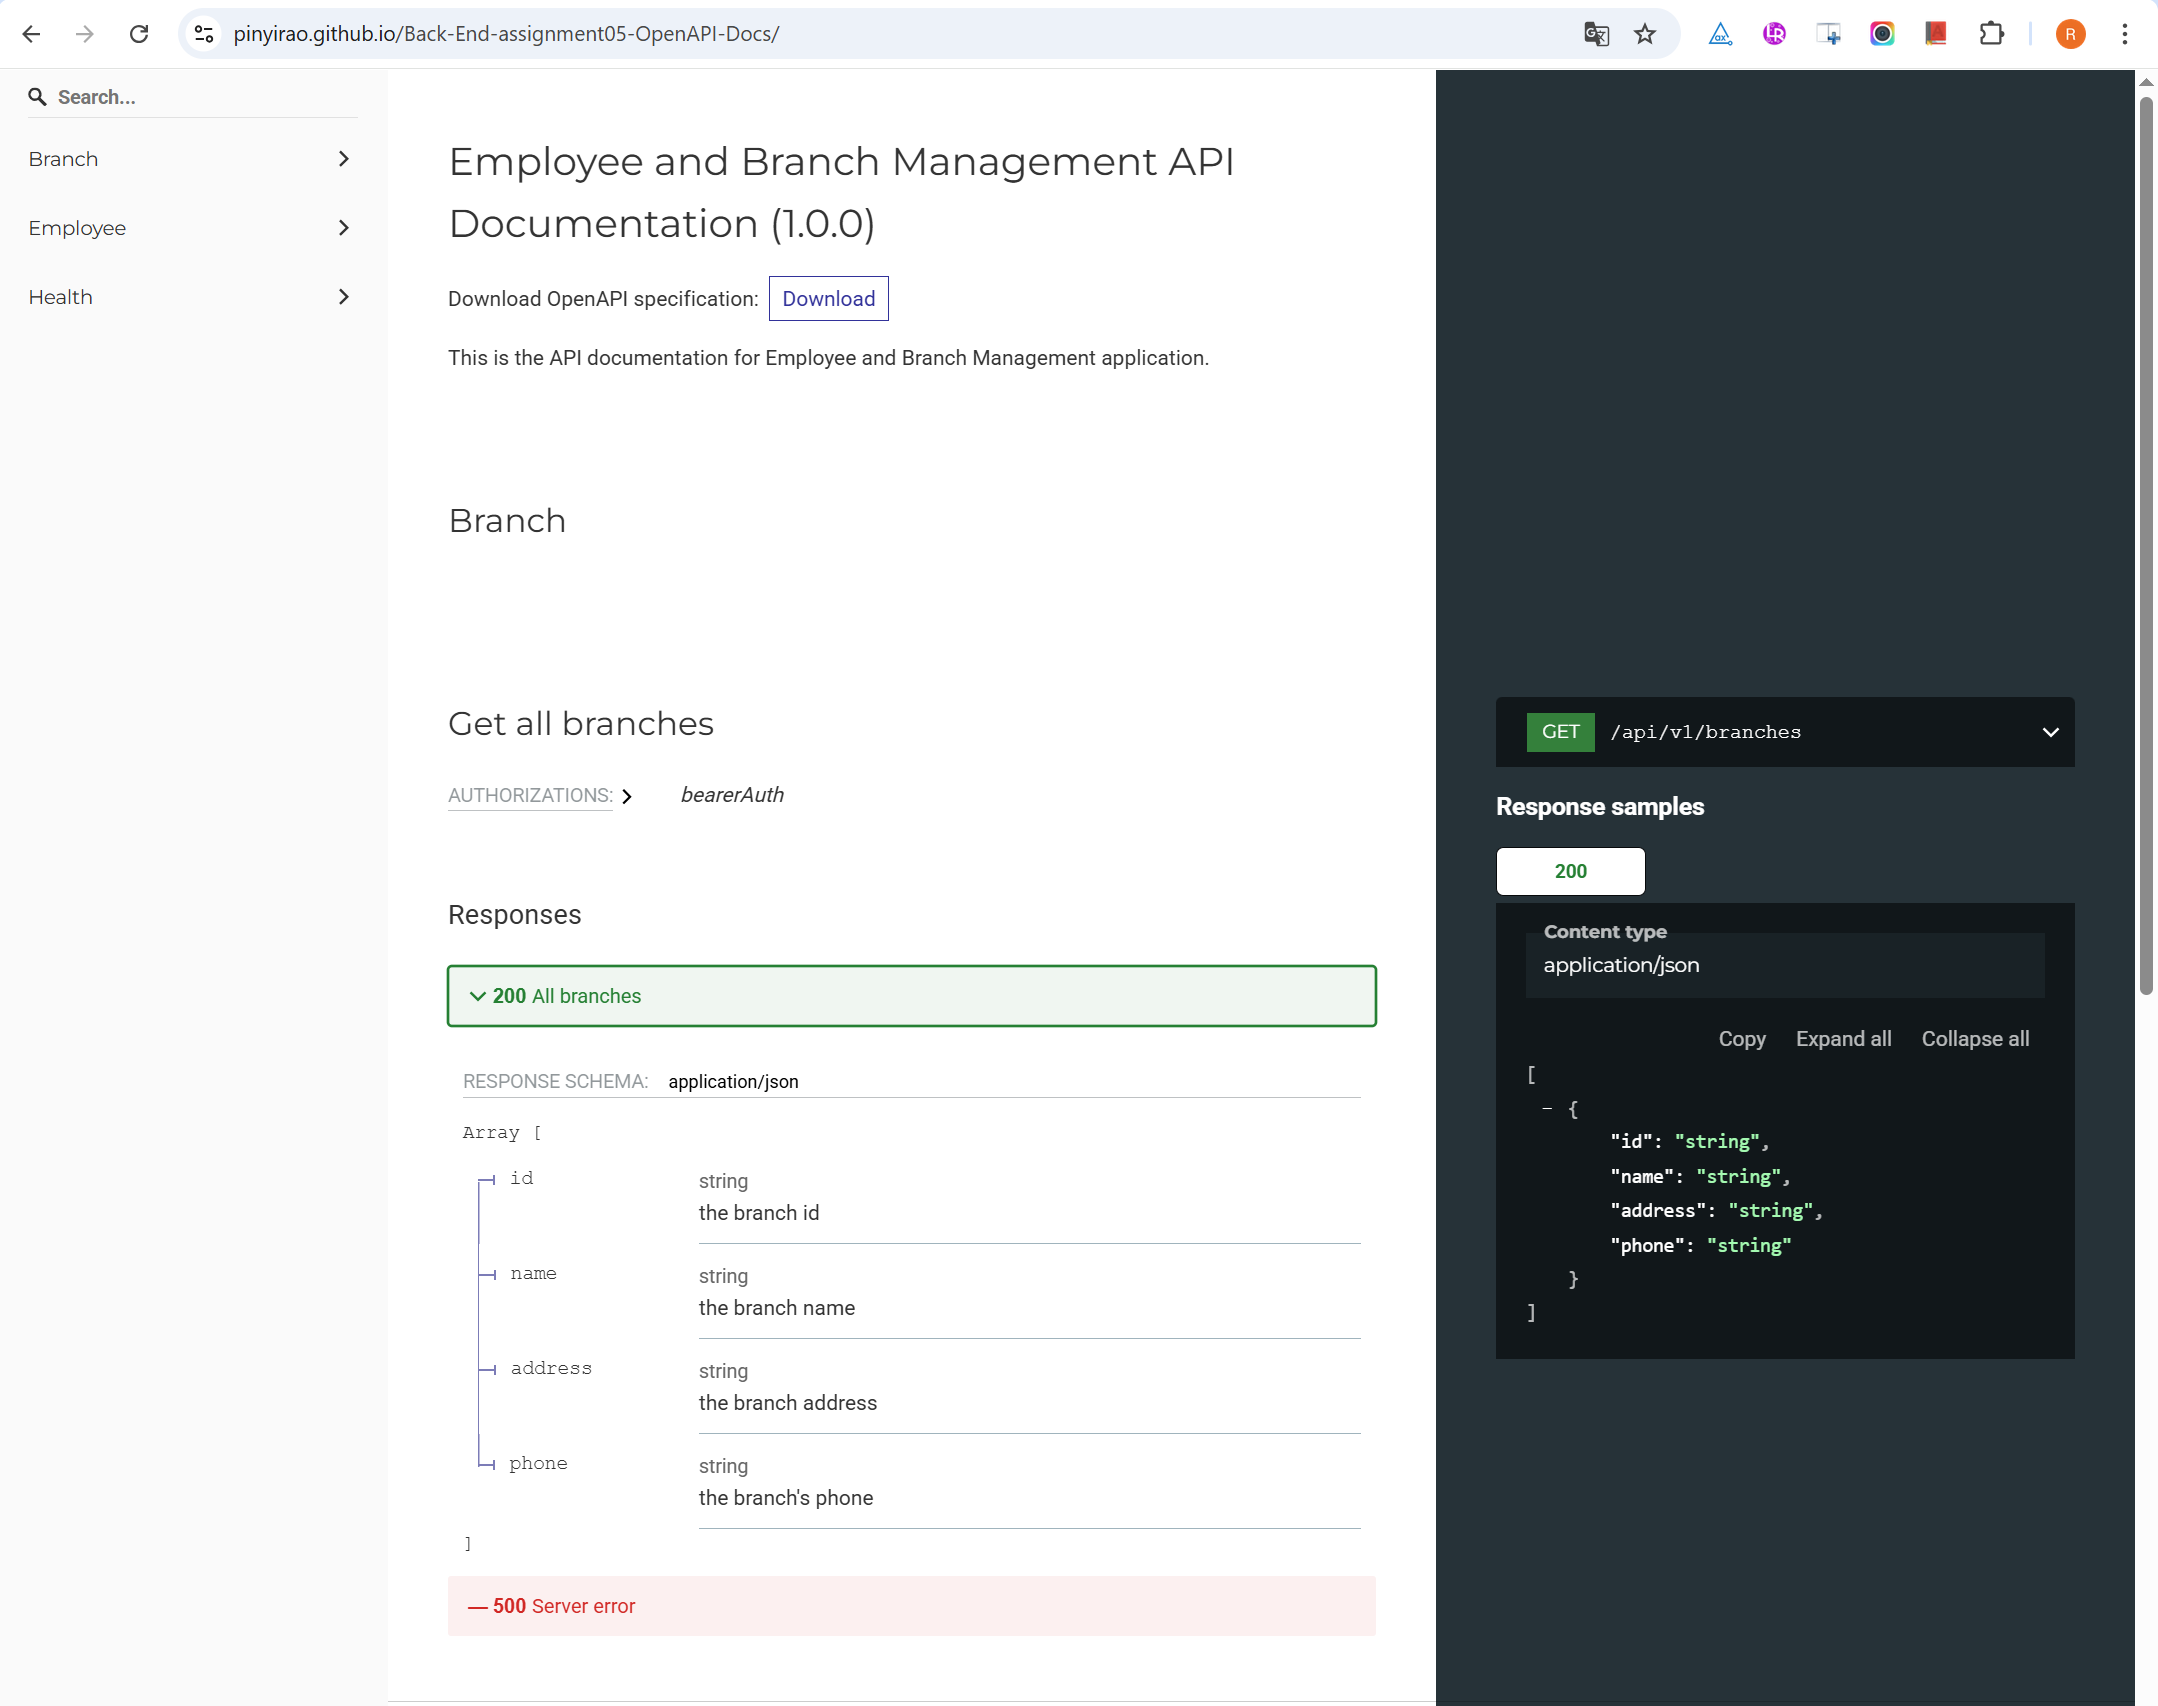 pinyirao.github.io/Back-End-assignment05-OpenAPI-Docs/
R
Search...
Branch
Employee
Health
Employee and Branch Management API
Documentation (1.0.0)
Download OpenAPI specification: Download
This is the API documentation for Employee and Branch Management application.
Branch
Get all branches
AUTHORIZATIONS: bearerAuth
Responses
200 All branches
RESPONSE SCHEMA: application/json
Array [
id
string
the branch id
name
string
the branch name
address
string
the branch address
phone
string
the branch's phone
]
500 Server error
GET /api/v1/branches
Response samples
200
Content type
application/json
Copy Expand all Collapse all
[
- {
"id": "string",
"name": "string",
"address": "string",
"phone": "string"
}
]